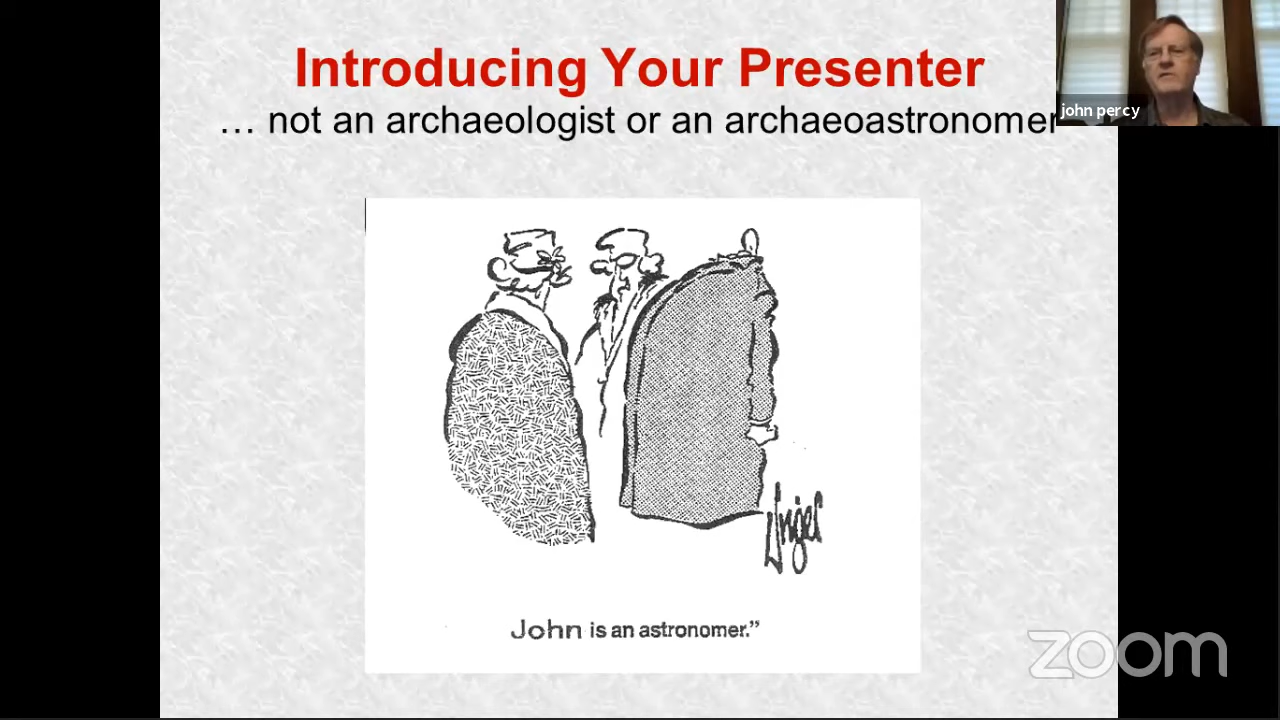 Introducing Your Presenter
… not an archaeologist or an archaeoastronomer
john percy
John is an astronomer.”
zoom